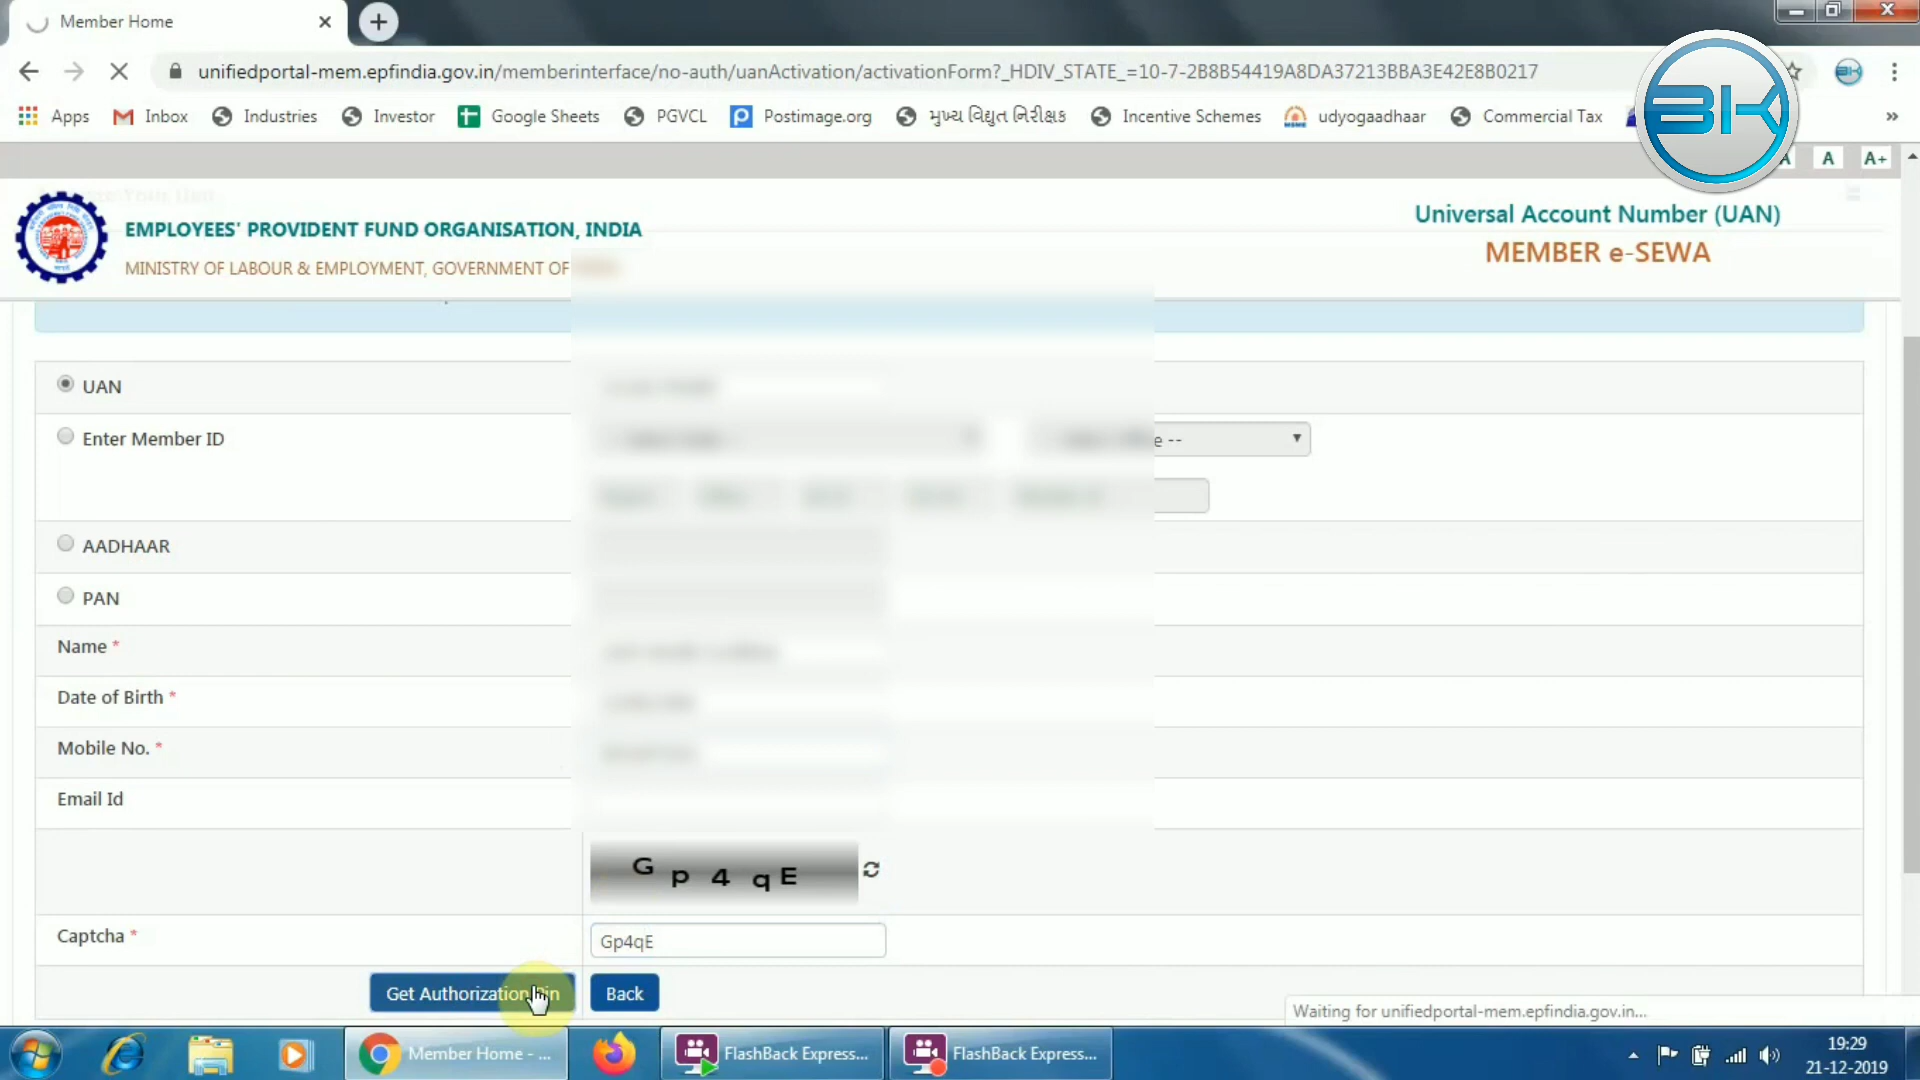 Member Home
unifiedportal-mem.epfindia.gov.in/memberinterface/no-auth/uanActivation/activationForm?_HDIV_STATE_=10-7-2B8B54419A8DA37213BBA3E42E8B0217
Apps Inbox Industries Investor Google Sheets PGVCL Postimage.org મુખ્ય વિદ્યુત નિરીક્ષક Incentive Schemes udyogaadhaar Commercial Tax »
BK
A A A+
EMPLOYEES' PROVIDENT FUND ORGANISATION, INDIA
MINISTRY OF LABOUR & EMPLOYMENT, GOVERNMENT OF
Universal Account Number (UAN)
MEMBER e-SEWA
UAN
Enter Member ID
e --
AADHAAR
PAN
Name *
Date of Birth *
Mobile No. *
Email Id
G p 4 q E
Captcha * Gp4qE
Get Authorization Pin Back
Waiting for unifiedportal-mem.epfindia.gov.in...
Member Home - ... FlashBack Express... FlashBack Express...
19:29
21-12-2019